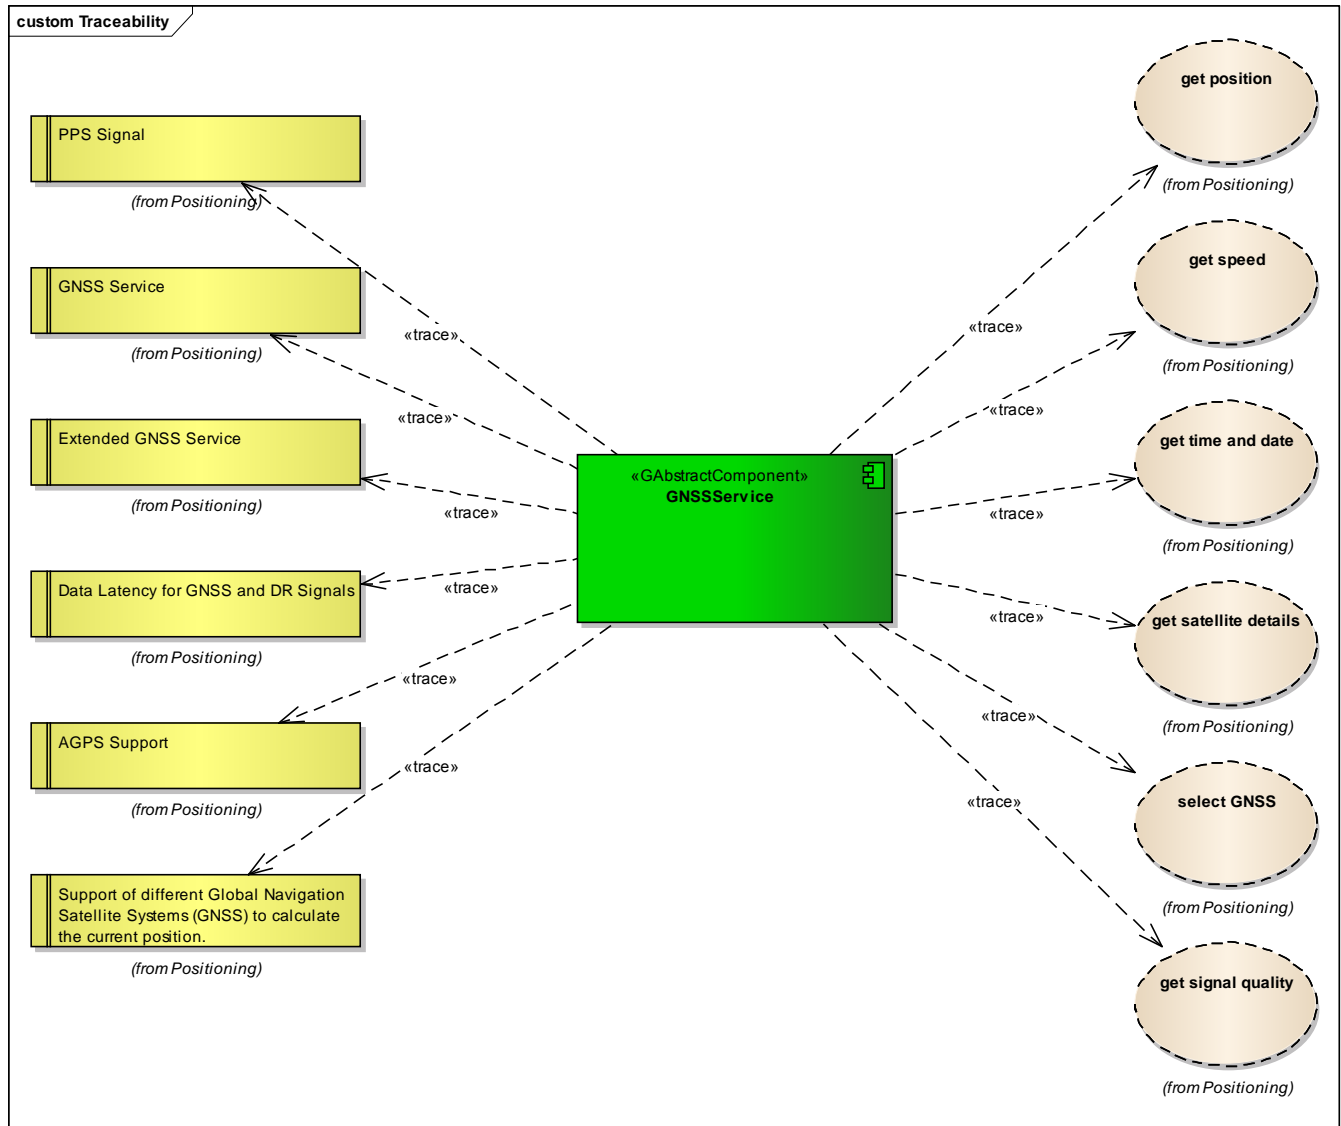 custom Traceability
PPS Signal
(from Positioning)
GNSS Service
(from Positioning)
Extended GNSS Service
(from Positioning)
Data Latency for GNSS and DR Signals
(from Positioning)
AGPS Support
(from Positioning)
Support of different Global Navigation
Satellite Systems (GNSS) to calculate
the current position.
(from Positioning)
«trace»
«trace»
«trace»
«trace»
«trace»
«trace»
«GAbstractComponent»
GNSSService
«trace»
«trace»
«trace»
«trace»
«trace»
«trace»
get position
(from Positioning)
get speed
(from Positioning)
get time and date
(from Positioning)
get satellite details
(from Positioning)
select GNSS
(from Positioning)
get signal quality
(from Positioning)